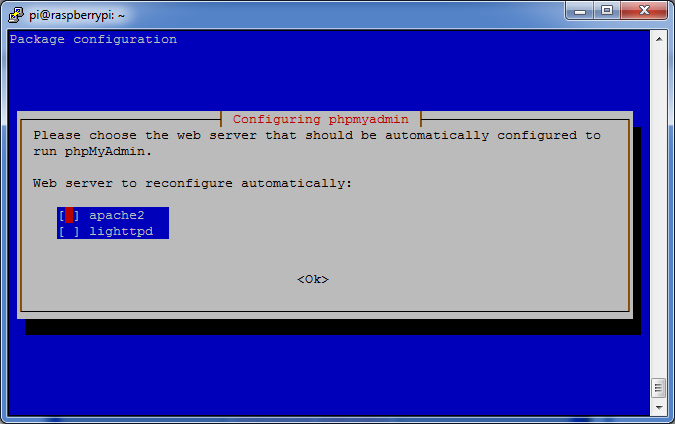 pi@raspberrypi: ~
Package configuration
Configuring phpmyadmin
Please choose the web server that should be automatically configured to
run phpMyAdmin.
Web server to reconfigure automatically:
[ ] apache2
[ ] lighttpd
<Ok>